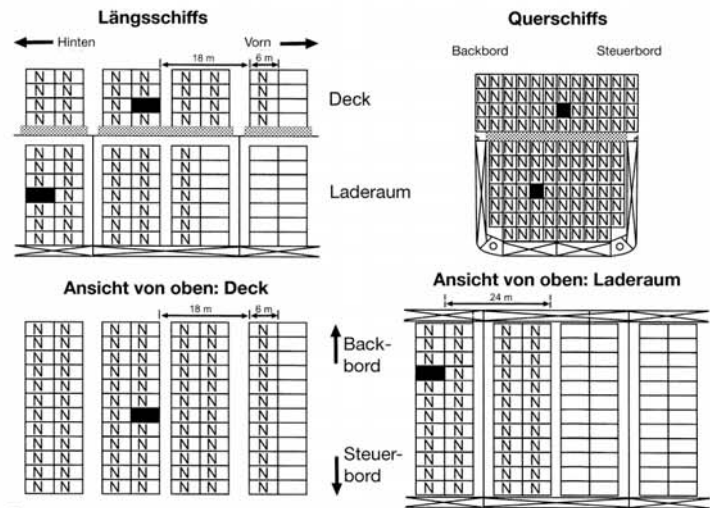 Längsschiffs
Hinten
Vorn
18 m
6 m
N N N N N N N
N N N N N N N
N N N N N N
N N N N N N N
Deck
N N N N N
N N N N N
N N N N N
N N N N
N N N N N
N N N N N
N N N N N
Laderaum
Querschiffs
Backbord
Steuerbord
N N N N N N N N N N N N
N N N N N N N N N N N N
N N N N N N N N N N N
N N N N N N N N N N N N
N N N N N N N N N N
N N N N N N N N N N
N N N N N N N N N N
N N N N N N N N N
N N N N N N N N N N
N N N N N N N N N N
N N N N N N N N
Ansicht von oben: Deck
18 m
6 m
N N N N N N N
N N N N N N N
N N N N N N N
N N N N N N N
N N N N N N N
N N N N N N N
N N N N N N
N N N N N N N
N N N N N N N
N N N N N N N
N N N N N N N
N N N N N N N
Back-
bord
Steuer-
bord
Ansicht von oben: Laderaum
24 m
N N N N
N N N N
N N N N
N N N
N N N N
N N N N
N N N N
N N N N
N N N N
N N N N
N N N N
N N N N